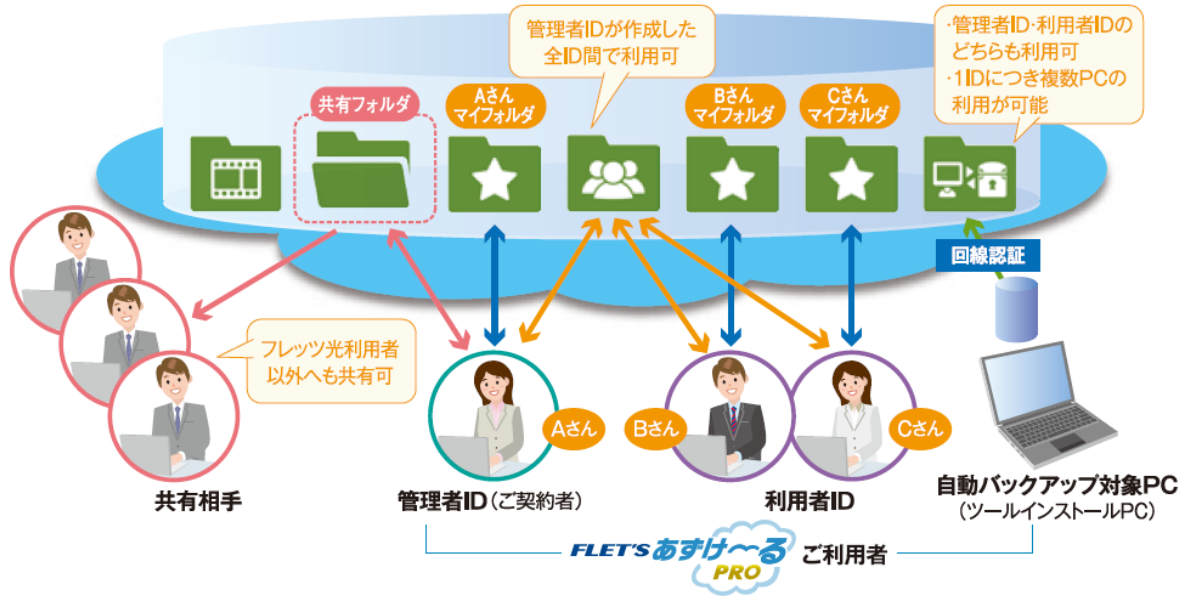 管理者IDが作成した
全ID間で利用可
・管理者ID・利用者IDの
どちらも利用可
・1IDにつき複数PCの
利用が可能
共有フォルダ
Aさん
マイフォルダ
Bさん
マイフォルダ
Cさん
マイフォルダ
回線認証
フレッツ光利用者
以外へも共有可
Aさん
Bさん
Cさん
共有相手
管理者ID（ご契約者）
利用者ID
自動バックアップ対象PC
（ツールインストールPC）
FLET'S あずけ〜る PRO ご利用者